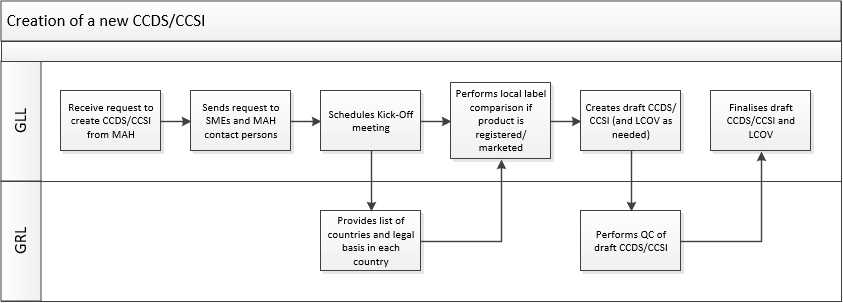 Creation of a new CCDS/CCSI
GLL
Receive request to
create CCDS/CCSI
from MAH
Sends request to
SMEs and MAH
contact persons
Schedules Kick-Off
meeting
Performs local label
comparison if
product is
registered/
marketed
Creates draft CCDS/
CCSI (and LCOV as
needed)
Finalises draft
CCDS/CCSI and
LCOV
GRL
Provides list of
countries and legal
basis in each
country
Performs QC of
draft CCDS/CCSI